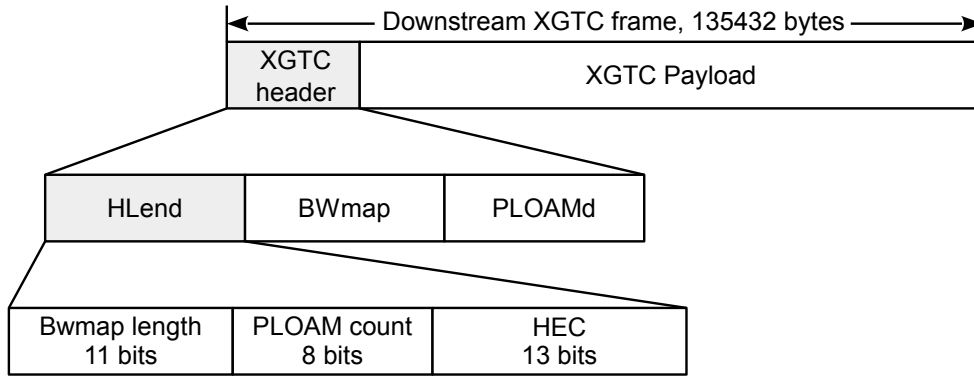 Downstream XGTC frame, 135432 bytes
XGTC
header
XGTC Payload
HLend
BWmap
PLOAMd
Bwmap length
11 bits
PLOAM count
8 bits
HEC
13 bits